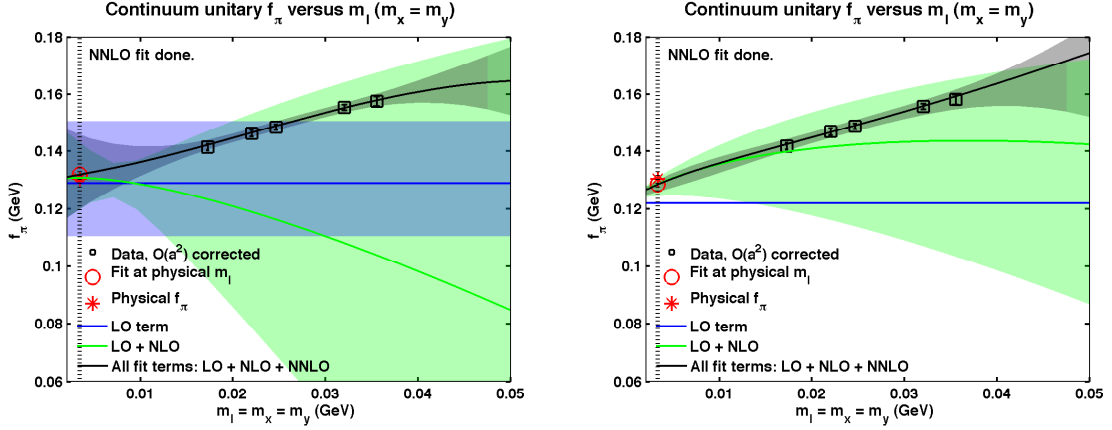 Continuum unitary f_π versus m_l (m_x = m_y)
0.18
NNLO fit done.
0.16
0.14
0.12
0.1
0.08
0.06
f_π (GeV)
Data, O(a²) corrected
Fit at physical m_l
Physical f_π
LO term
LO + NLO
All fit terms: LO + NLO + NNLO
0.01 0.02 0.03 0.04 0.05
m_l = m_x = m_y (GeV)
Continuum unitary f_π versus m_l (m_x = m_y)
0.18
NNLO fit done.
0.16
0.14
0.12
0.1
0.08
0.06
f_π (GeV)
Data, O(a²) corrected
Fit at physical m_l
Physical f_π
LO term
LO + NLO
All fit terms: LO + NLO + NNLO
0.01 0.02 0.03 0.04 0.05
m_l = m_x = m_y (GeV)